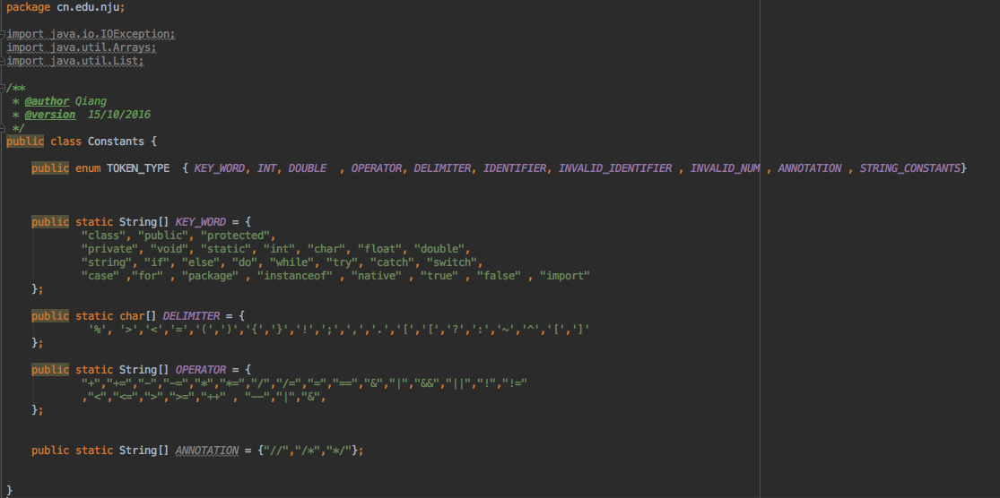 package cn.edu.nju;
import java.io.IOException;
import java.util.Arrays;
import java.util.List;
/**
 * @author Qiang
 * @version  15/10/2016
 */
public class Constants {
    public enum TOKEN_TYPE  { KEY_WORD, INT, DOUBLE  , OPERATOR, DELIMITER, IDENTIFIER, INVALID_IDENTIFIER , INVALID_NUM , ANNOTATION , STRING_CONSTANTS}
    public static String[] KEY_WORD = {
            "class", "public", "protected",
            "private", "void", "static", "int", "char", "float", "double",
            "string", "if", "else", "do", "while", "try", "catch", "switch",
            "case" ,"for" , "package" , "instanceof" , "native" , "true" , "false" , "import"
    };
    public static char[] DELIMITER = {
             '%', '>','<','=','(',')','{','}','!',';',',','.','[','[','?',':','~','^','[',']'
    };
    public static String[] OPERATOR = {
            "+","+=","-","-=","*","*=","/","/=","=","==","&","|","&&","||","!","!="
            ,"<","<=",">",">=","++" , "--","|","&",
    };
    public static String[] ANNOTATION = {"//","/*","*/"};
}